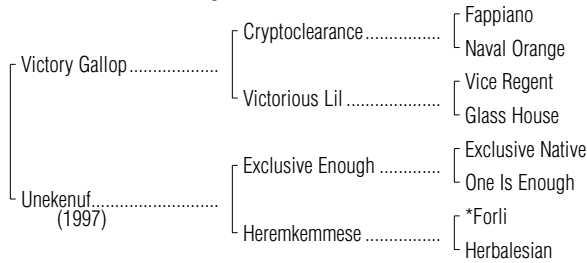 Fappiano
Cryptoclearance ..................
Naval Orange
Victory Gallop .....................
Vice Regent
Victorious Lil ......................
Glass House
Exclusive Native
Exclusive Enough ..............
One Is Enough
Unekenuf..............................
(1997)
*Forli
Heremkemmese .................
Herbalesian